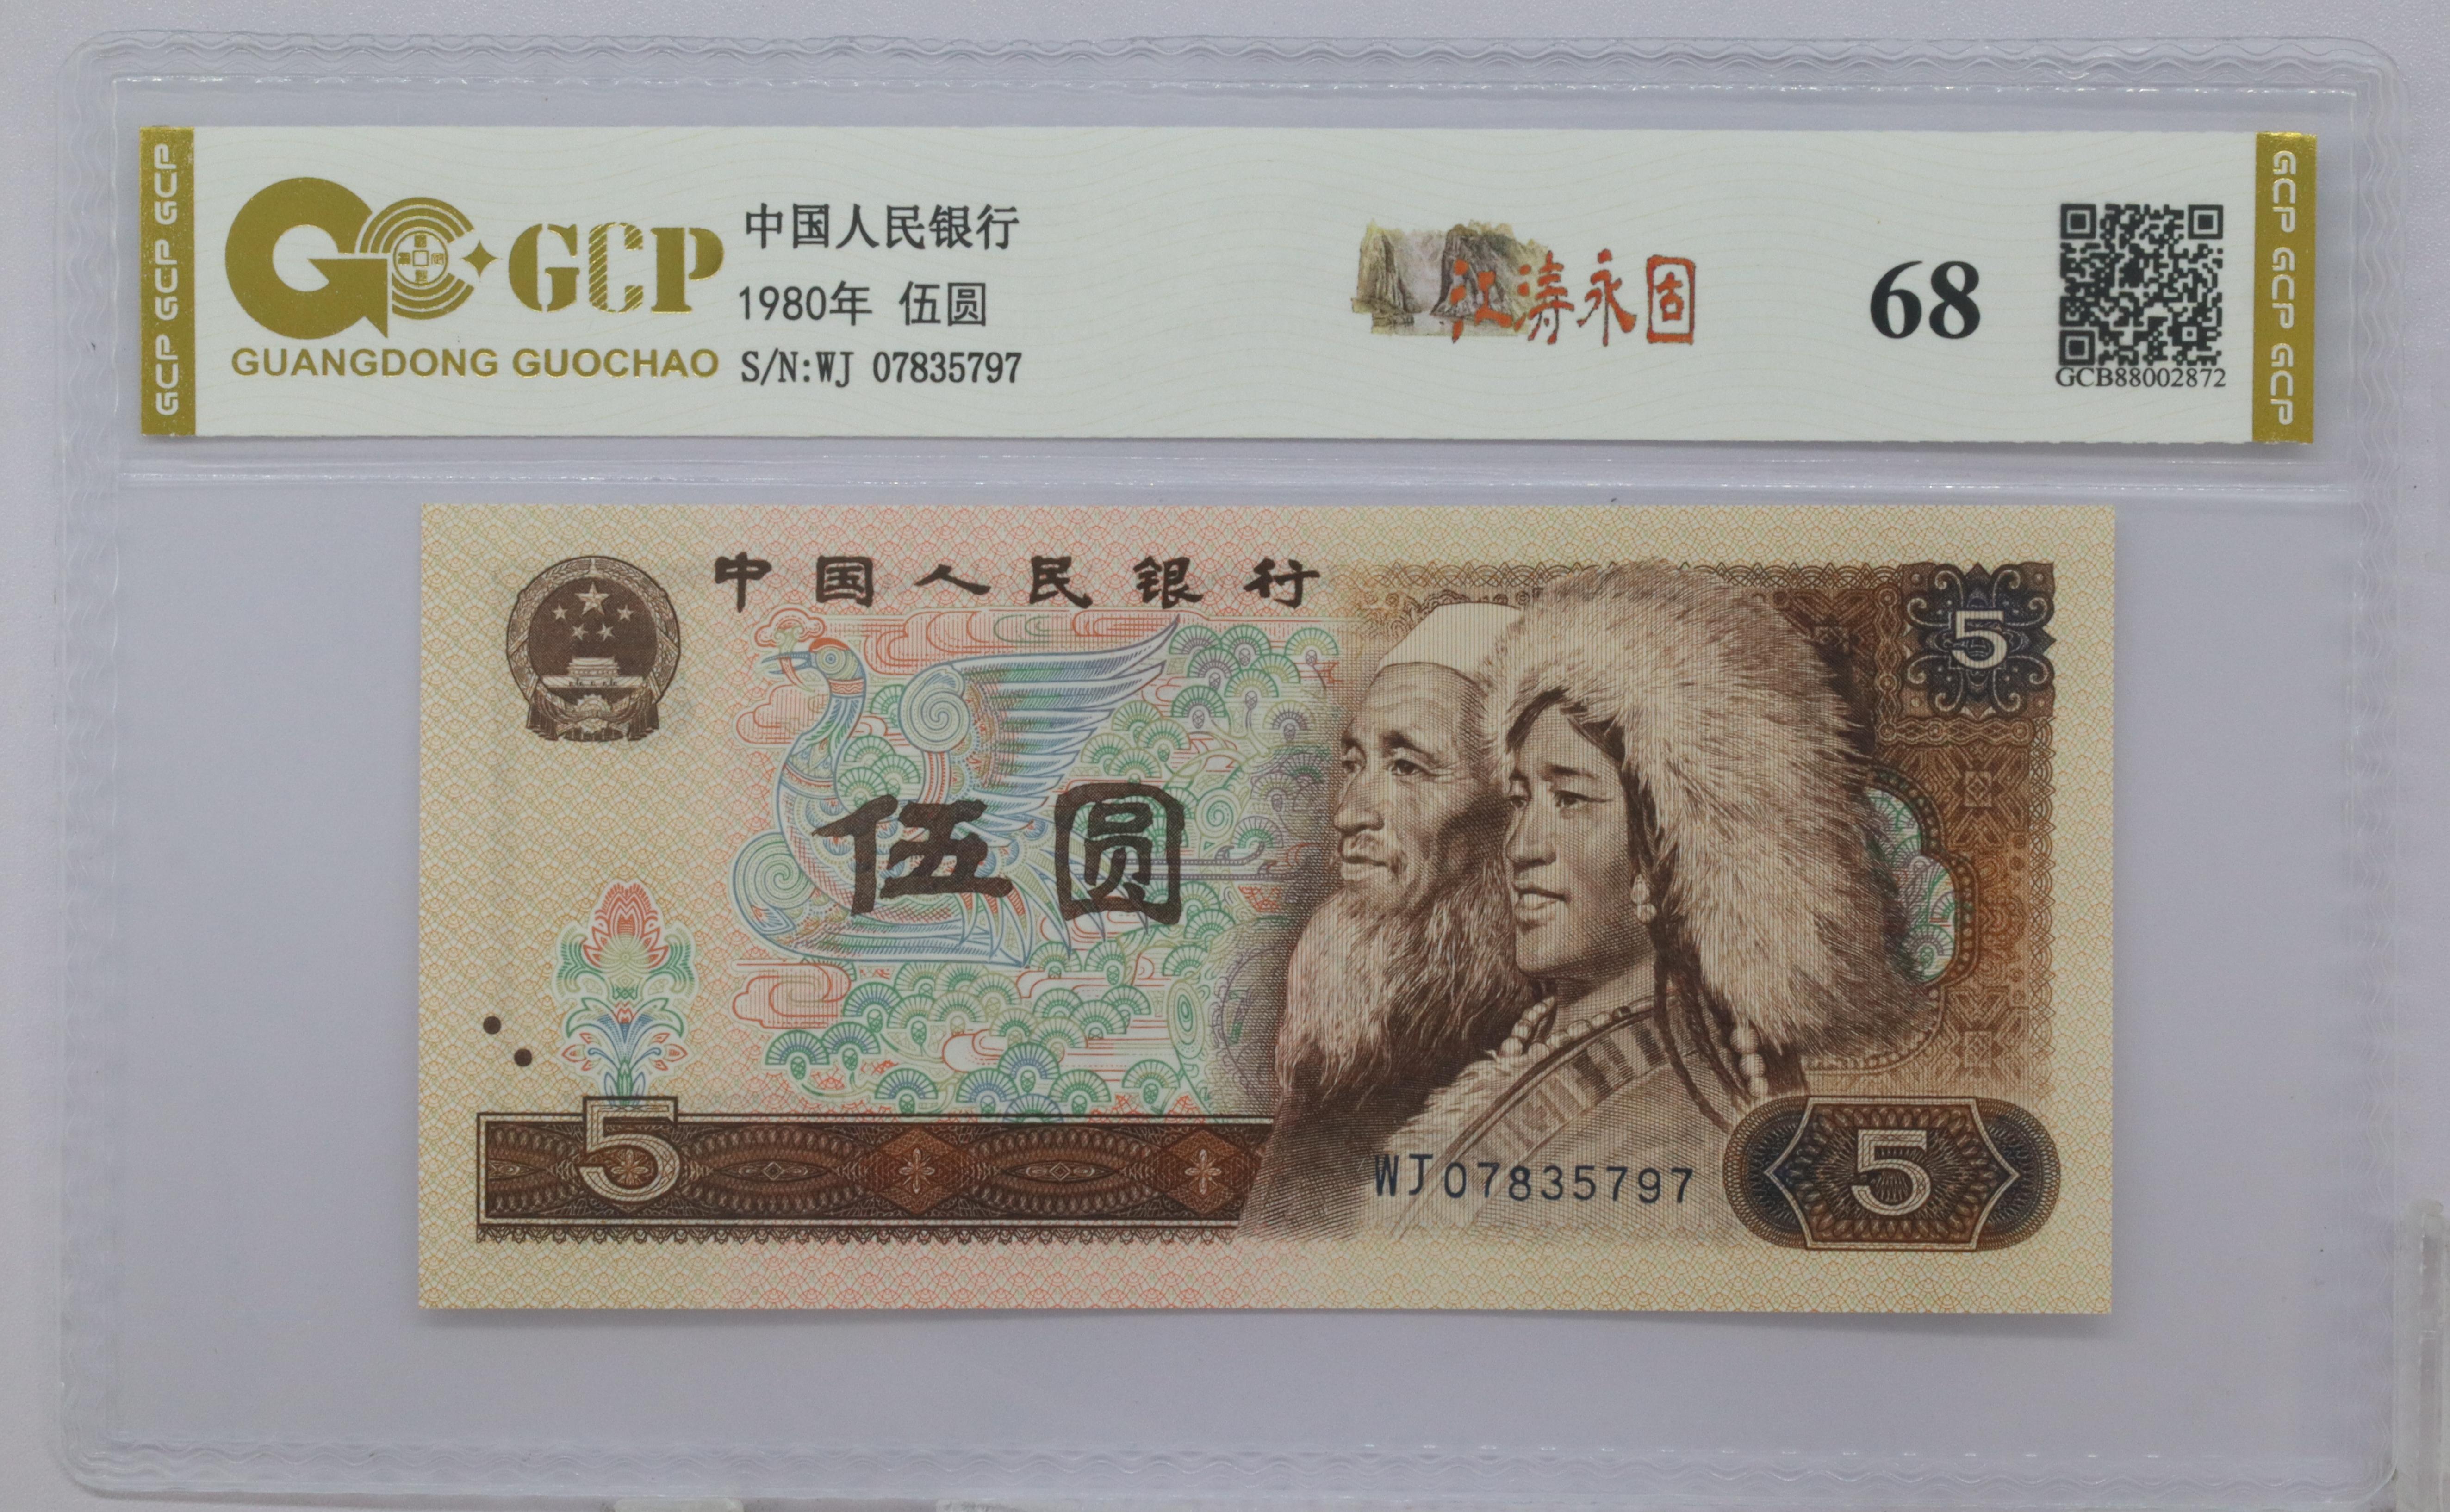 GCP GCP GCP
GCP
GUANGDONG GUOCHAO
中国人民银行
1980年 伍圆
S/N:WJ 07835797
江涛永固
68
GCB88002872
GCP GCP GCP
中国人民银行
5
伍圆
5
WJ07835797
5